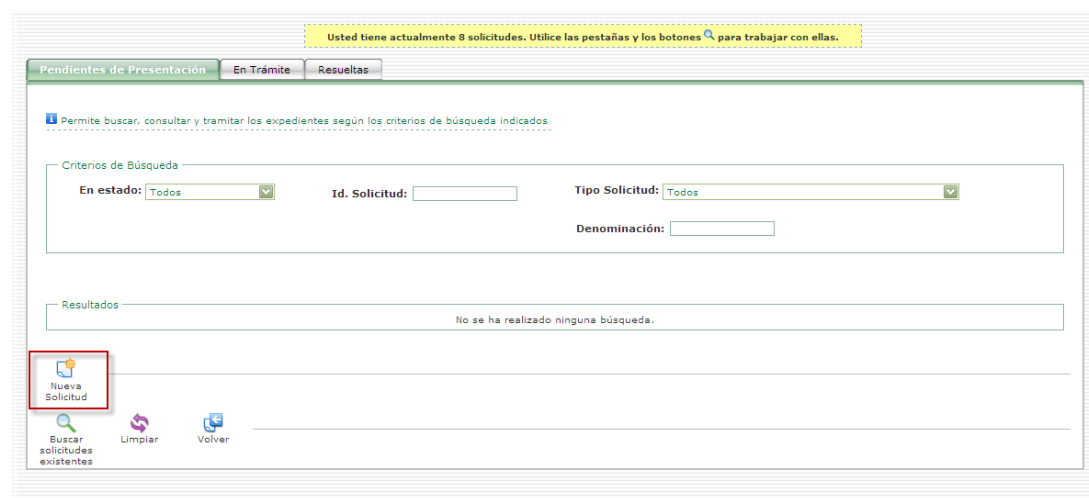 Usted tiene actualmente 8 solicitudes. Utilice las pestañas y los botones para trabajar con ellas.
Pendientes de Presentación En Trámite Resueltas
Permite buscar, consultar y tramitar los expedientes según los criterios de búsqueda indicados
Criterios de Búsqueda
En estado: Todos Id. Solicitud: Tipo Solicitud: Todos
Denominación:
Resultados
No se ha realizado ninguna búsqueda.
Nueva
Solicitud
Buscar
solicitudes
existentes
Limpiar
Volver